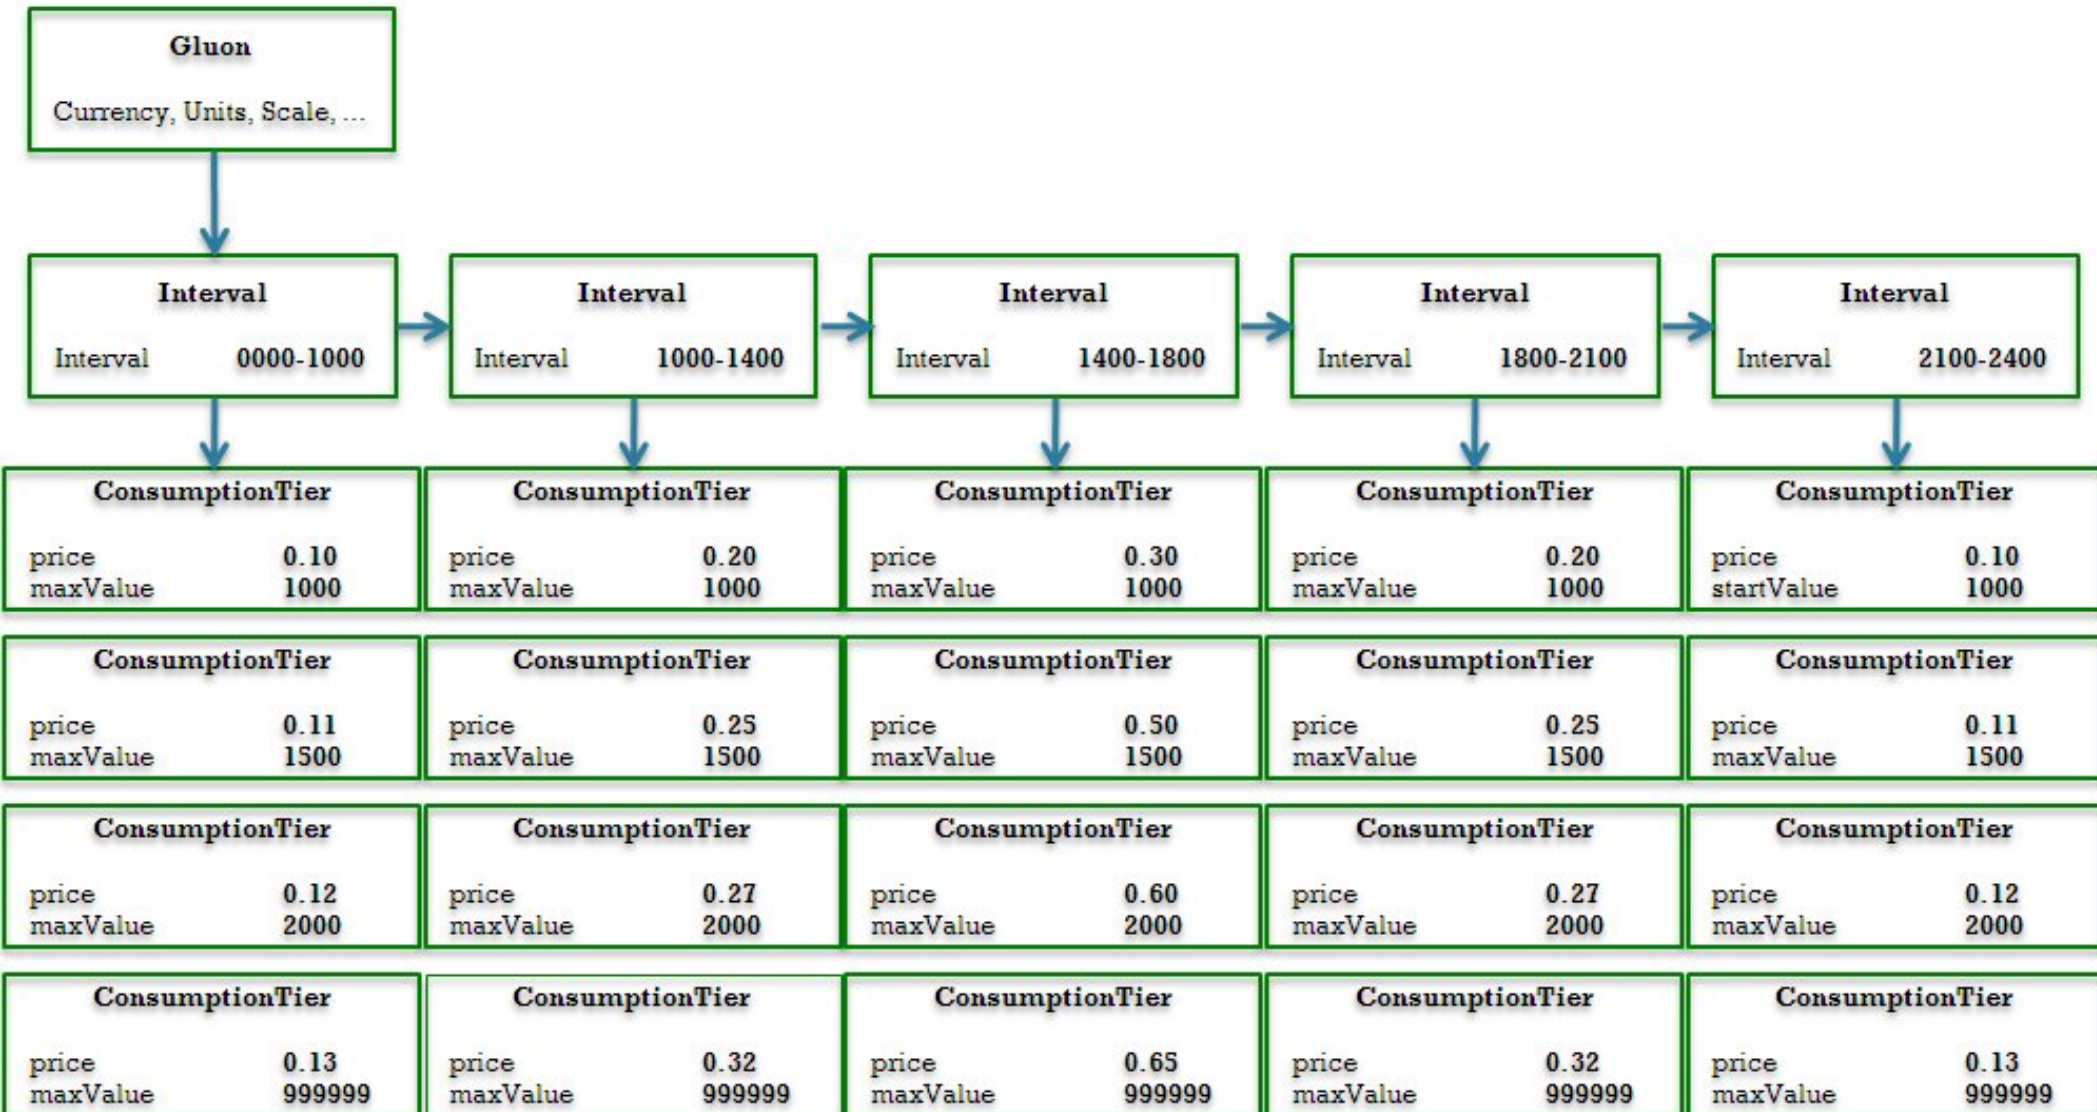 Gluon
Currency, Units, Scale, ...
Interval
Interval 0000-1000
Interval
Interval 1000-1400
Interval
Interval 1400-1800
Interval
Interval 1800-2100
Interval
Interval 2100-2400
ConsumptionTier
price 0.10
maxValue 1000
ConsumptionTier
price 0.20
maxValue 1000
ConsumptionTier
price 0.30
maxValue 1000
ConsumptionTier
price 0.20
maxValue 1000
ConsumptionTier
price 0.10
startValue 1000
ConsumptionTier
price 0.11
maxValue 1500
ConsumptionTier
price 0.25
maxValue 1500
ConsumptionTier
price 0.50
maxValue 1500
ConsumptionTier
price 0.25
maxValue 1500
ConsumptionTier
price 0.11
maxValue 1500
ConsumptionTier
price 0.12
maxValue 2000
ConsumptionTier
price 0.27
maxValue 2000
ConsumptionTier
price 0.60
maxValue 2000
ConsumptionTier
price 0.27
maxValue 2000
ConsumptionTier
price 0.12
maxValue 2000
ConsumptionTier
price 0.13
maxValue 999999
ConsumptionTier
price 0.32
maxValue 999999
ConsumptionTier
price 0.65
maxValue 999999
ConsumptionTier
price 0.32
maxValue 999999
ConsumptionTier
price 0.13
maxValue 999999